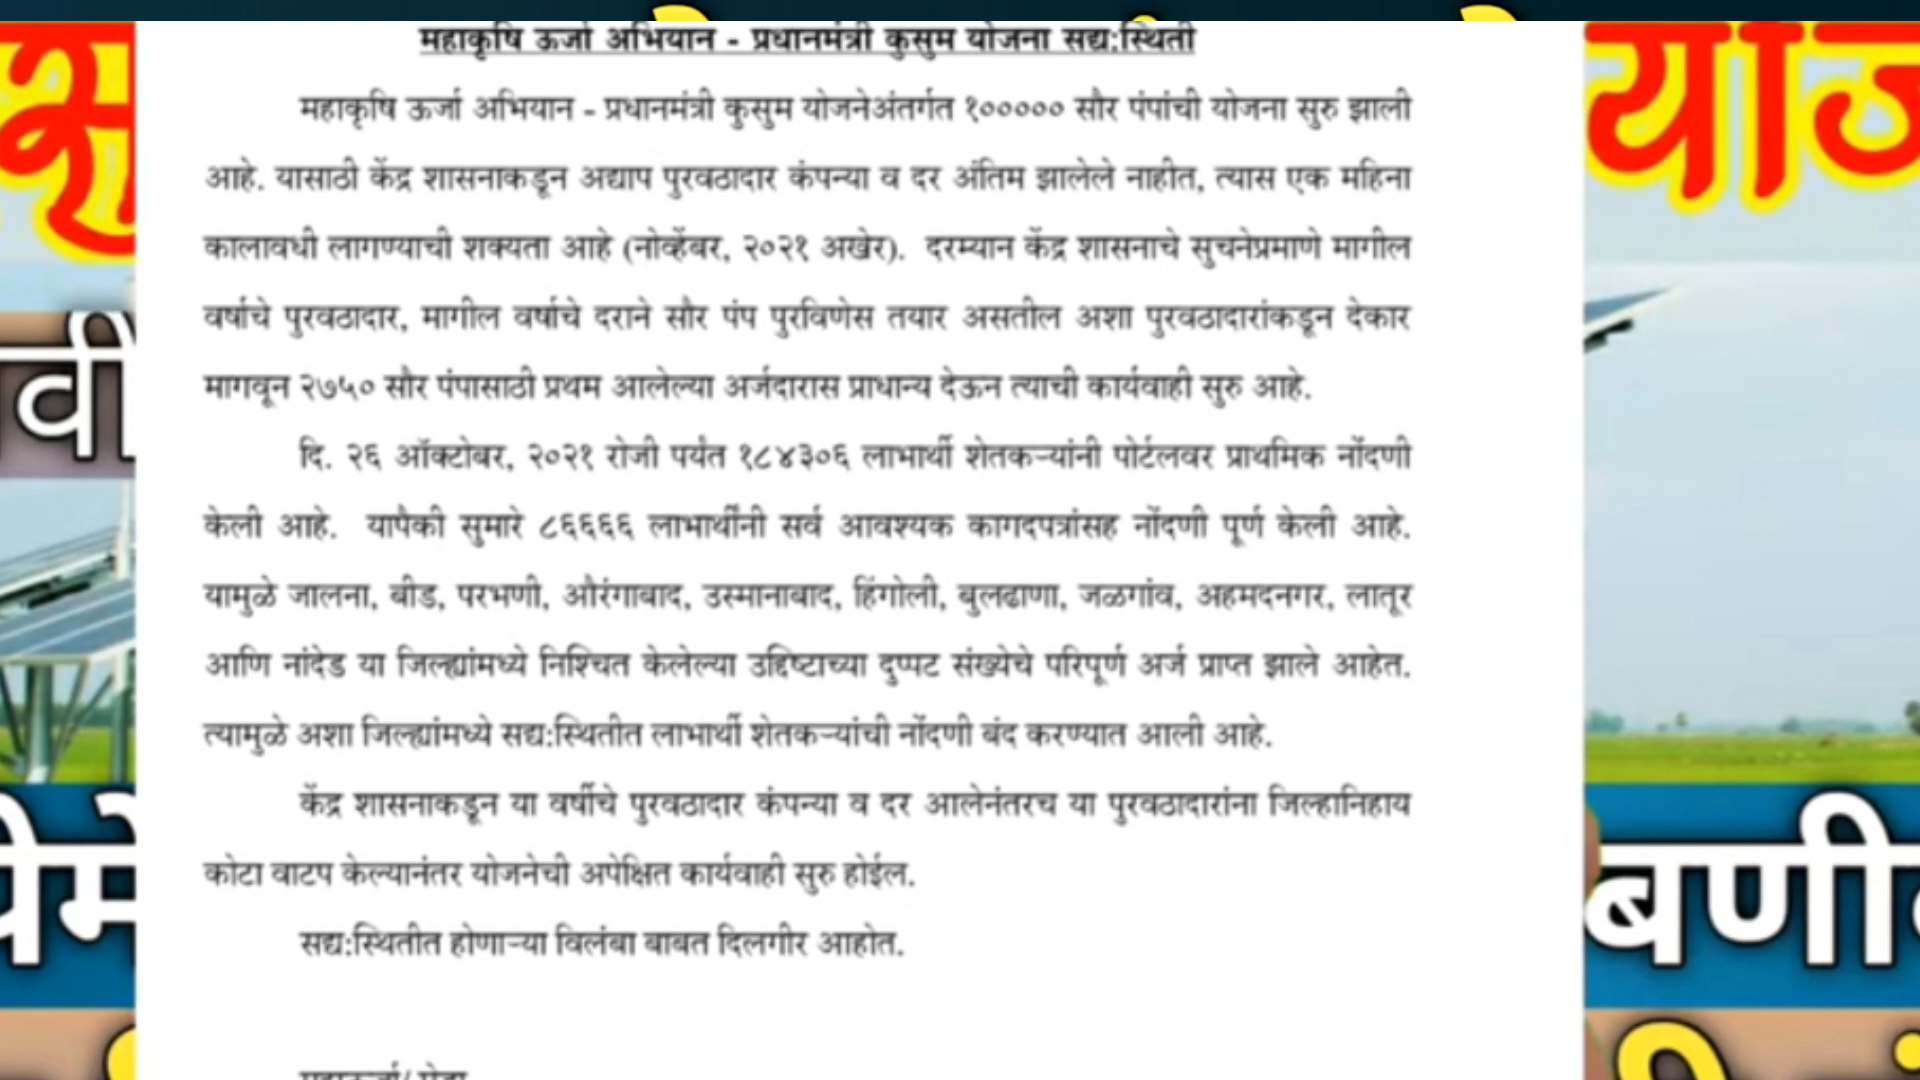 महाकृषि ऊर्जा अभियान - प्रधानमंत्री कुसुम योजना सद्य:स्थिती
महाकृषि ऊर्जा अभियान - प्रधानमंत्री कुसुम योजनेअंतर्गत १००००० सौर पंपांची योजना सुरु झाली
आहे. यासाठी केंद्र शासनाकडून अद्याप पुरवठादार कंपन्या व दर अंतिम झालेले नाहीत, त्यास एक महिना
कालावधी लागण्याची शक्यता आहे (नोव्हेंबर, २०२१ अखेर). दरम्यान केंद्र शासनाचे सुचनेप्रमाणे मागील
वर्षाचे पुरवठादार, मागील वर्षाचे दराने सौर पंप पुरविणेस तयार असतील अशा पुरवठादारांकडून देकार
मागवून २७५० सौर पंपासाठी प्रथम आलेल्या अर्जदारास प्राधान्य देऊन त्याची कार्यवाही सुरु आहे.
दि. २६ ऑक्टोबर, २०२१ रोजी पर्यंत १८४३०६ लाभार्थी शेतकऱ्यांनी पोर्टलवर प्राथमिक नोंदणी
केली आहे. यापैकी सुमारे ८६६६६ लाभार्थींनी सर्व आवश्यक कागदपत्रांसह नोंदणी पूर्ण केली आहे.
यामुळे जालना, बीड, परभणी, औरंगाबाद, उस्मानाबाद, हिंगोली, बुलढाणा, जळगांव, अहमदनगर, लातूर
आणि नांदेड या जिल्ह्यांमध्ये निश्चित केलेल्या उद्दिष्टाच्या दुप्पट संख्येचे परिपूर्ण अर्ज प्राप्त झाले आहेत.
त्यामुळे अशा जिल्ह्यांमध्ये सद्य:स्थितीत लाभार्थी शेतकऱ्यांची नोंदणी बंद करण्यात आली आहे.
केंद्र शासनाकडून या वर्षीचे पुरवठादार कंपन्या व दर आलेनंतरच या पुरवठादारांना जिल्हानिहाय
कोटा वाटप केल्यानंतर योजनेची अपेक्षित कार्यवाही सुरु होईल.
सद्य:स्थितीत होणाऱ्या विलंबा बाबत दिलगीर आहोत.